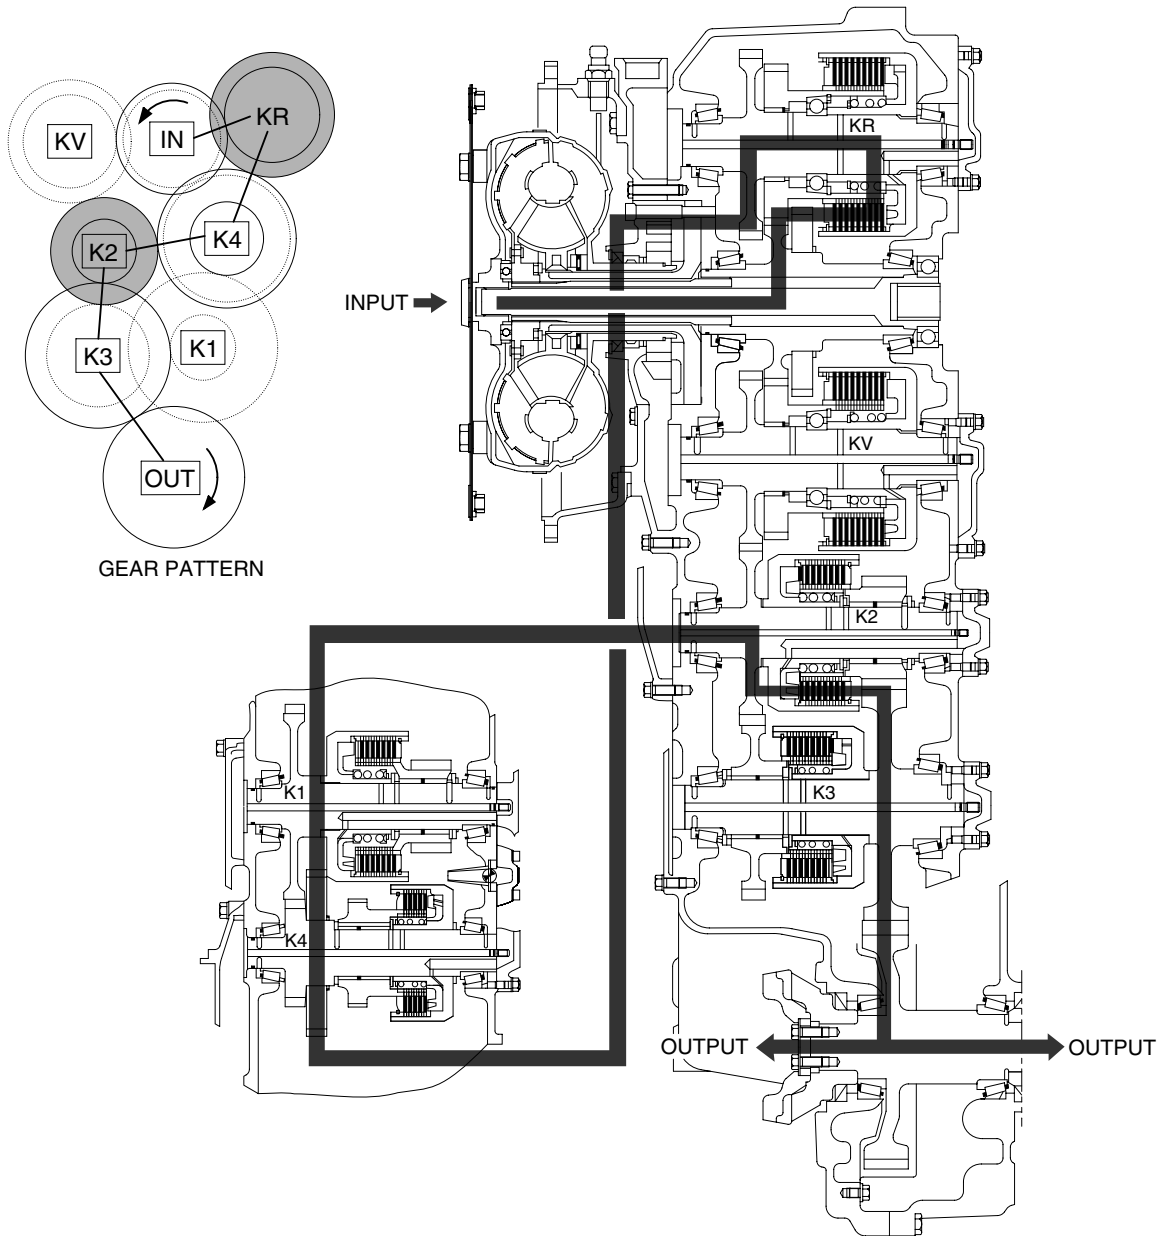 KV
IN
KR
K2
K4
K3
K1
OUT
GEAR PATTERN
INPUT
KR
KV
K2
K3
K1
K4
OUTPUT
OUTPUT